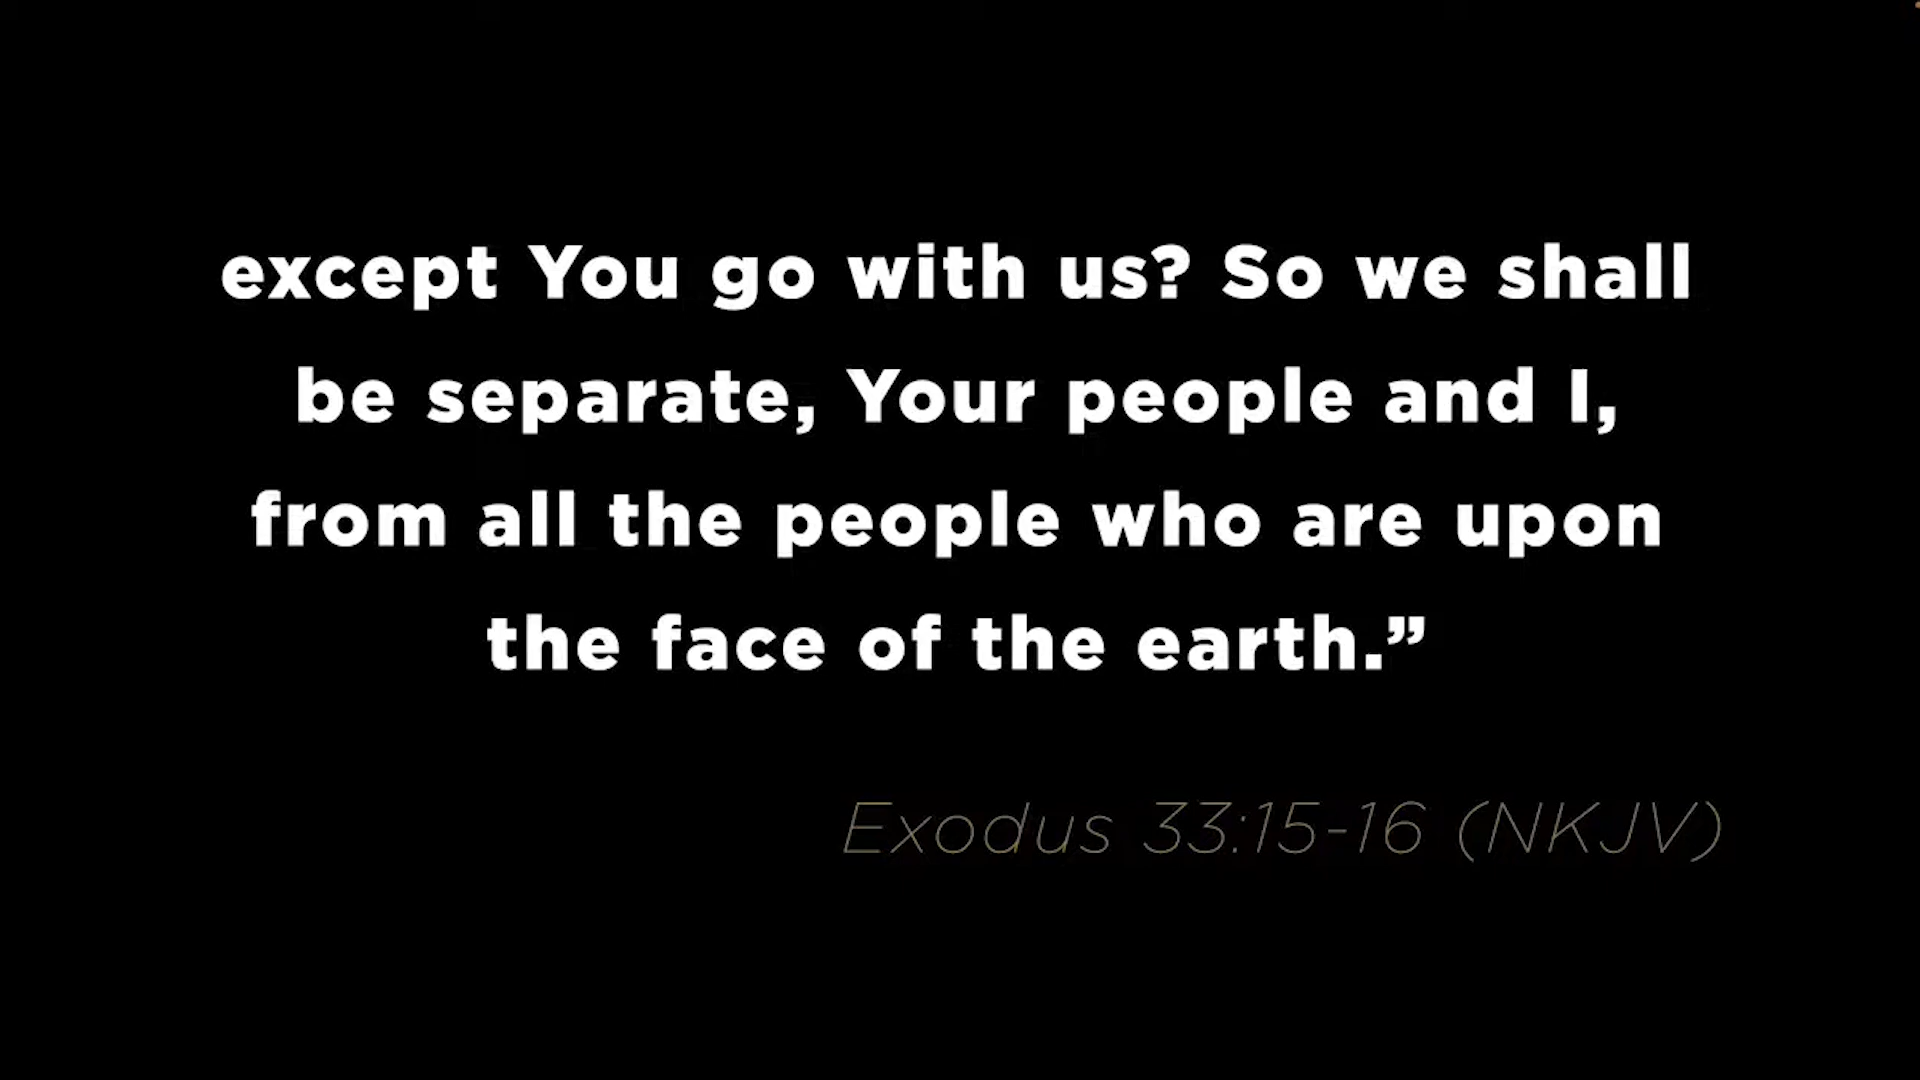 except You go with us? So we shall
be separate, Your people and I,
from all the people who are upon
the face of the earth.”
Exodus 33:15-16 (NKJV)